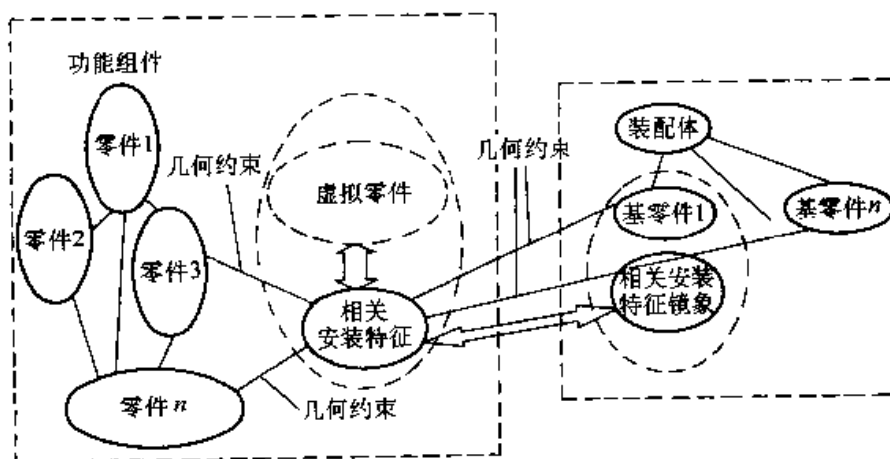 功能组件
零件1
零件2
零件3
零件n
几何约束
几何约束
虚拟零件
相关
安装特征
几何约束
装配体
基零件1
基零件n
相关安装
特征镜象